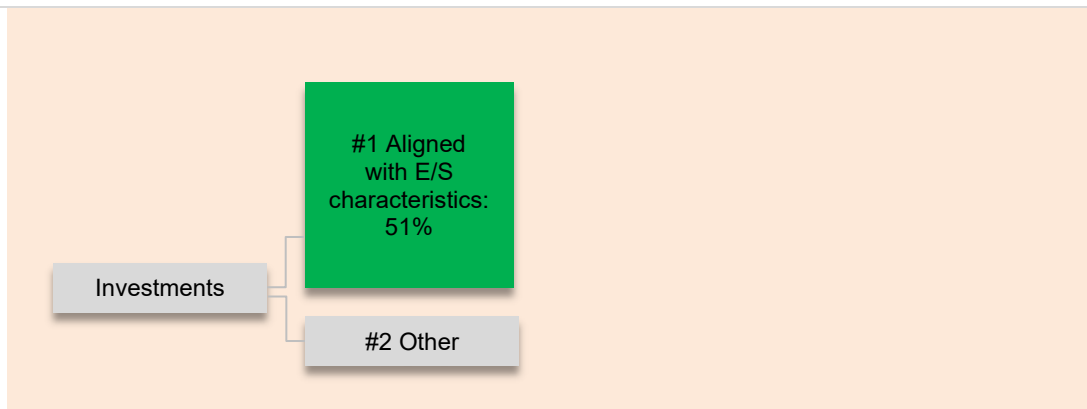 #1 Aligned
with E/S
characteristics:
51%
Investments
#2 Other